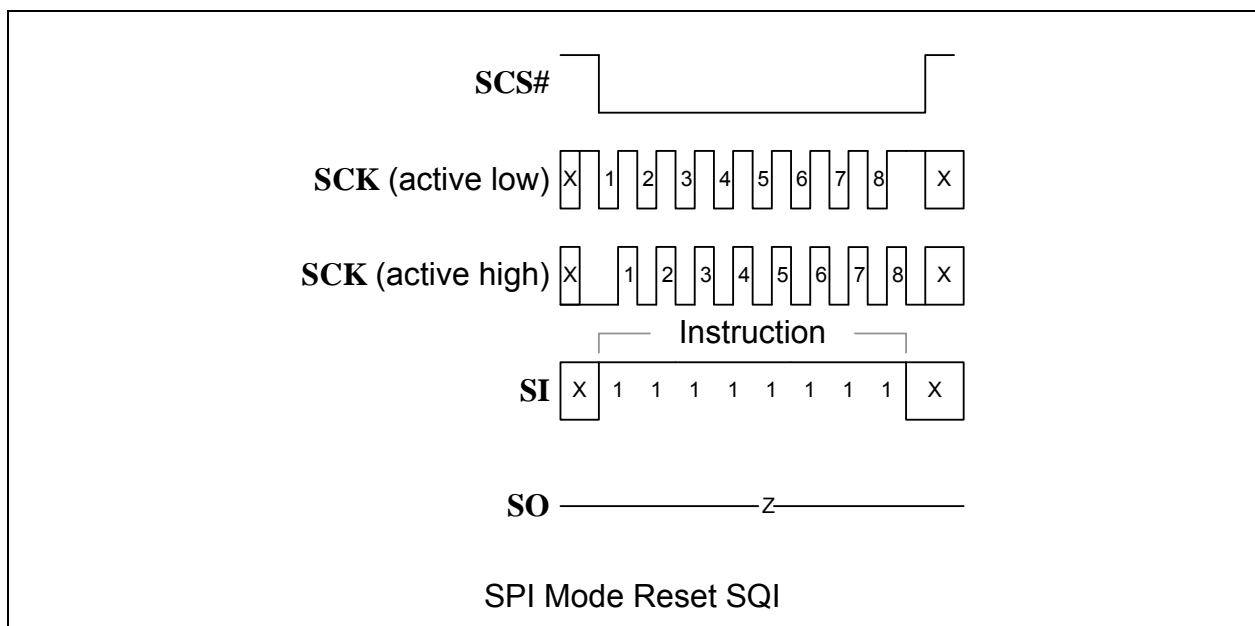 SCS#
SCK (active low) X 1 2 3 4 5 6 7 8 X
SCK (active high) X 1 2 3 4 5 6 7 8 X
Instruction
SI X 1 1 1 1 1 1 1 1 X
SO Z
SPI Mode Reset SQI